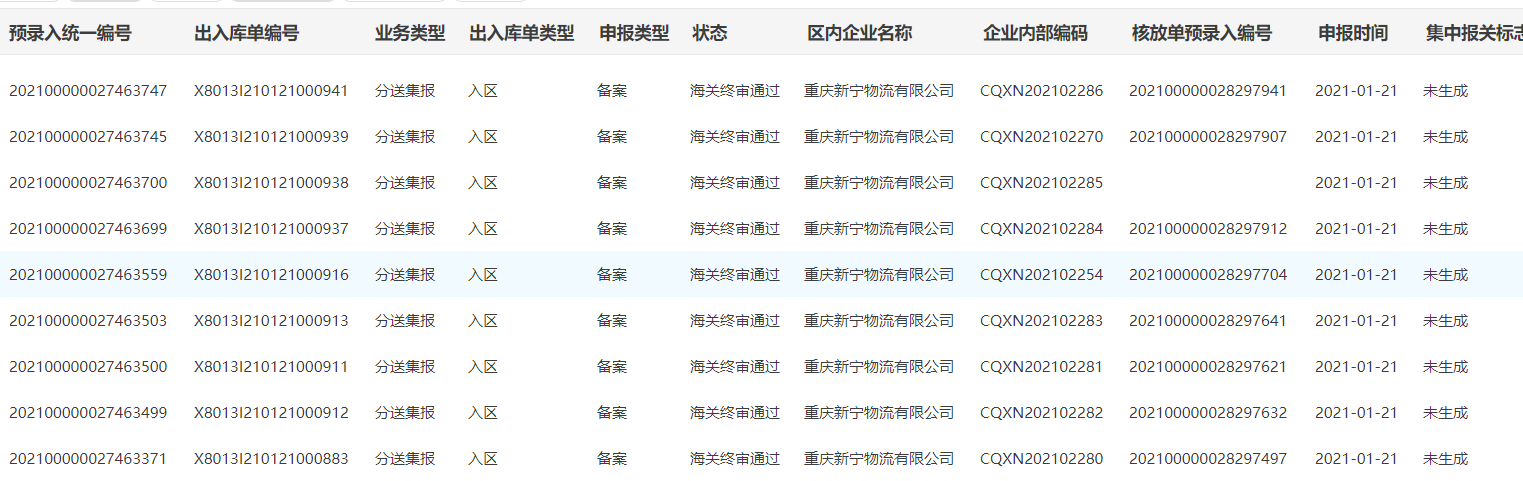 预录入统一编号 出入库单编号 业务类型 出入库单类型 申报类型 状态 区内企业名称 企业内部编码 核放单预录入编号 申报时间 集中报关标志
202100000027463747 X8013I210121000941 分送集报 入区 备案 海关终审通过 重庆新宁物流有限公司 CQXN202102286 202100000028297941 2021-01-21 未生成
202100000027463745 X8013I210121000939 分送集报 入区 备案 海关终审通过 重庆新宁物流有限公司 CQXN202102270 202100000028297907 2021-01-21 未生成
202100000027463700 X8013I210121000938 分送集报 入区 备案 海关终审通过 重庆新宁物流有限公司 CQXN202102285 2021-01-21 未生成
202100000027463699 X8013I210121000937 分送集报 入区 备案 海关终审通过 重庆新宁物流有限公司 CQXN202102284 202100000028297912 2021-01-21 未生成
202100000027463559 X8013I210121000916 分送集报 入区 备案 海关终审通过 重庆新宁物流有限公司 CQXN202102254 202100000028297704 2021-01-21 未生成
202100000027463503 X8013I210121000913 分送集报 入区 备案 海关终审通过 重庆新宁物流有限公司 CQXN202102283 202100000028297641 2021-01-21 未生成
202100000027463500 X8013I210121000911 分送集报 入区 备案 海关终审通过 重庆新宁物流有限公司 CQXN202102281 202100000028297621 2021-01-21 未生成
202100000027463499 X8013I210121000912 分送集报 入区 备案 海关终审通过 重庆新宁物流有限公司 CQXN202102282 202100000028297632 2021-01-21 未生成
202100000027463371 X8013I210121000883 分送集报 入区 备案 海关终审通过 重庆新宁物流有限公司 CQXN202102280 202100000028297497 2021-01-21 未生成